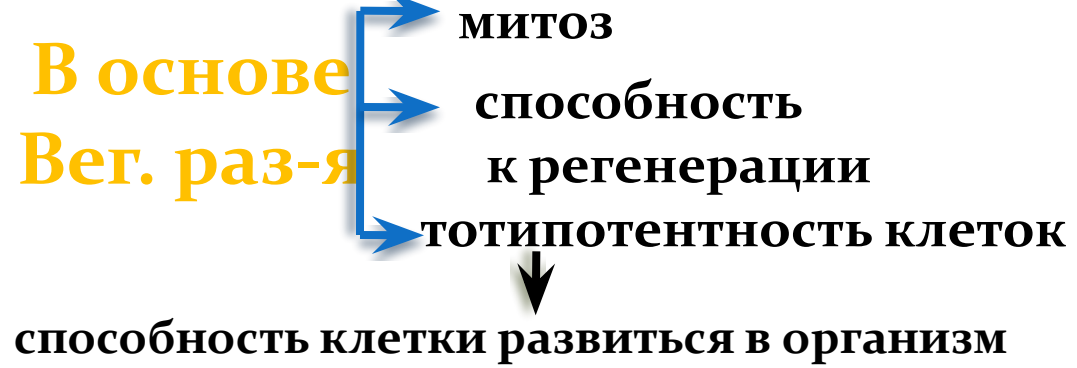 митоз
В основе
способность
Вег. раз-я
к регенерации
тотипотентность клеток
способность клетки развиться в организм